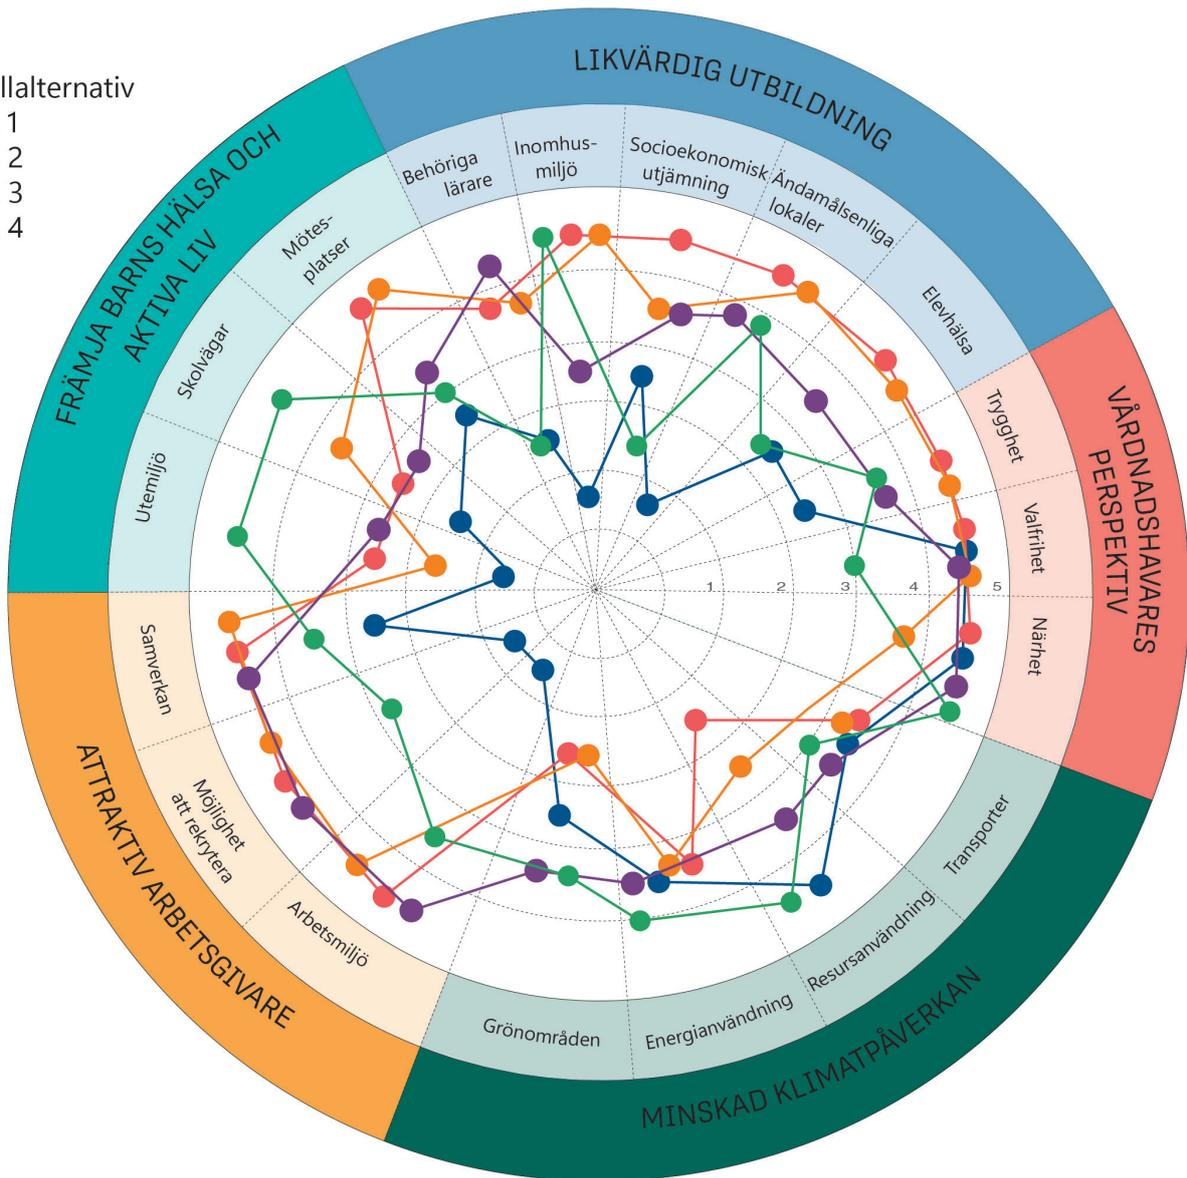 llalternativ
1
2
3
4
LIKVÄRDIG UTBILDNING
Behöriga
lärare
Inomhus-
miljö
Socioekonomisk
utjämning
Ändamålsenliga
lokaler
Elevhälsa
VÅRDNADSHAVARES
PERSPEKTIV
Trygghet
Valfrihet
Närhet
MINSKAD KLIMATPÅVERKAN
Transporter
Resursanvändning
Energianvändning
Grönområden
ATTRAKTIV ARBETSGIVARE
Arbetsmiljö
Möjlighet
att rekrytera
Samverkan
FRÄMJA BARNS HÄLSA OCH
AKTIVA LIV
Utemiljö
Skolvägar
Mötes-
platser
1 2 3 4 5